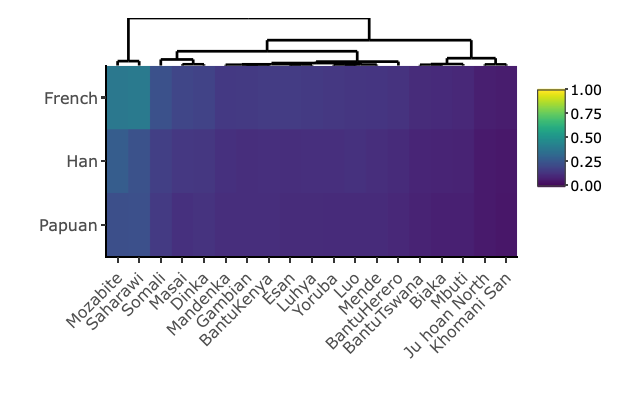 French
Han
Papuan
1.00
0.75
0.50
0.25
0.00
Mozabite
Saharawi
Somali
Masai
Dinka
Mandenka
Gambian
BantuKenya
Esan
Luhya
Yoruba
Luo
Mende
BantuHerero
BantuTswana
Biaka
Mbuti
Ju hoan North
Khomani San